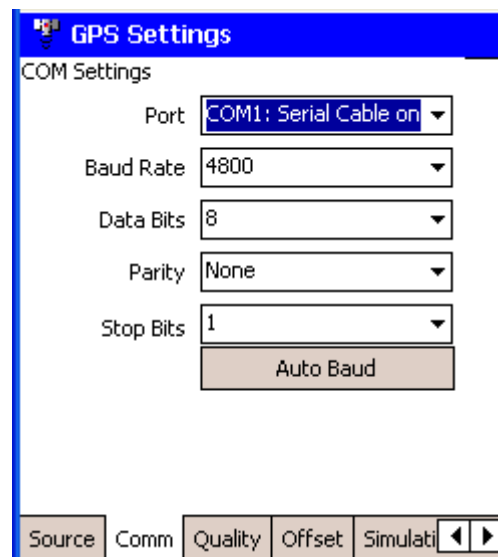 GPS Settings
COM Settings
Port COM1: Serial Cable on
Baud Rate 4800
Data Bits 8
Parity None
Stop Bits 1
Auto Baud
Source Comm Quality Offset Simulati